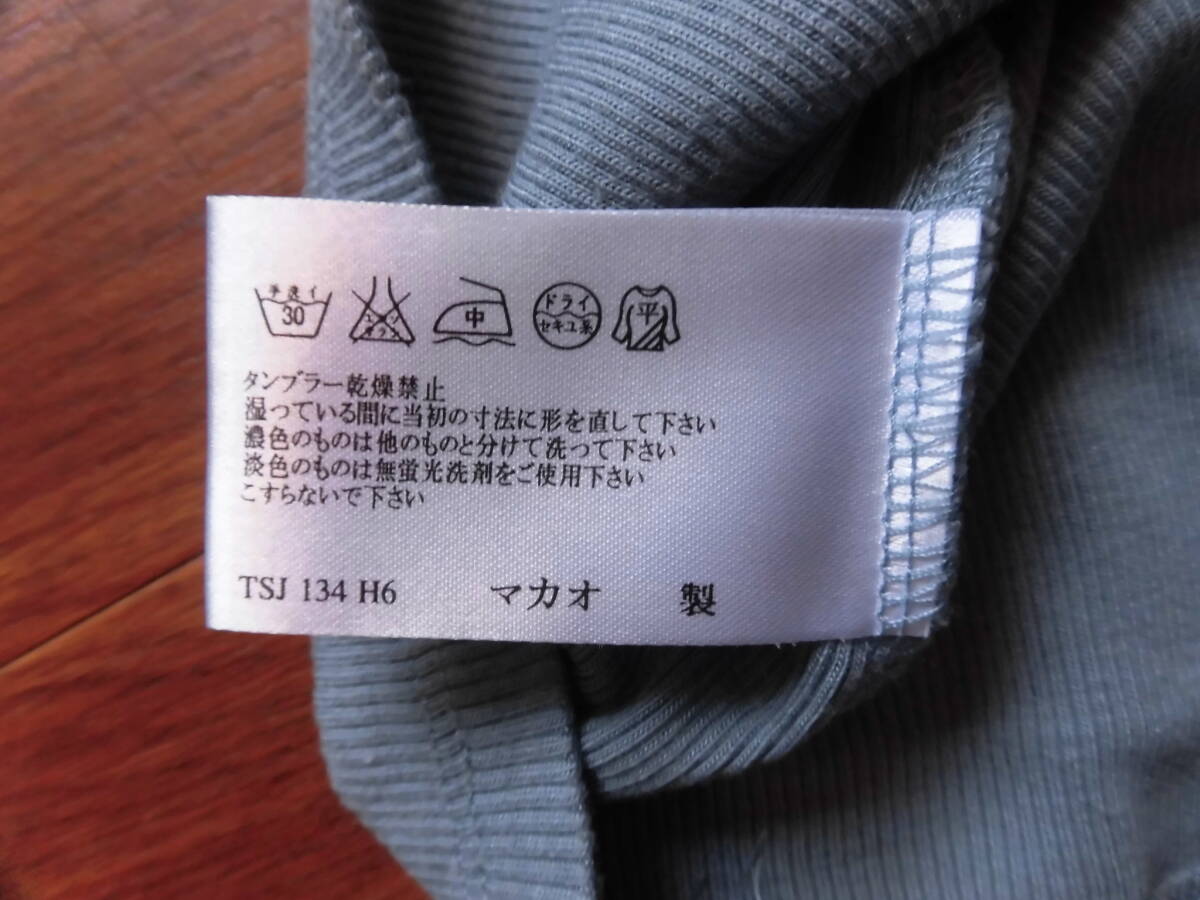 手洗イ
30
エンソ
サラシ
中
ドライ
セキユ系
平
タンブラー乾燥禁止
湿っている間に当初の寸法に形を直して下さい
濃色のものは他のものと分けて洗って下さい
淡色のものは無蛍光洗剤をご使用下さい
こすらないで下さい
TSJ 134 H6 マカオ 製